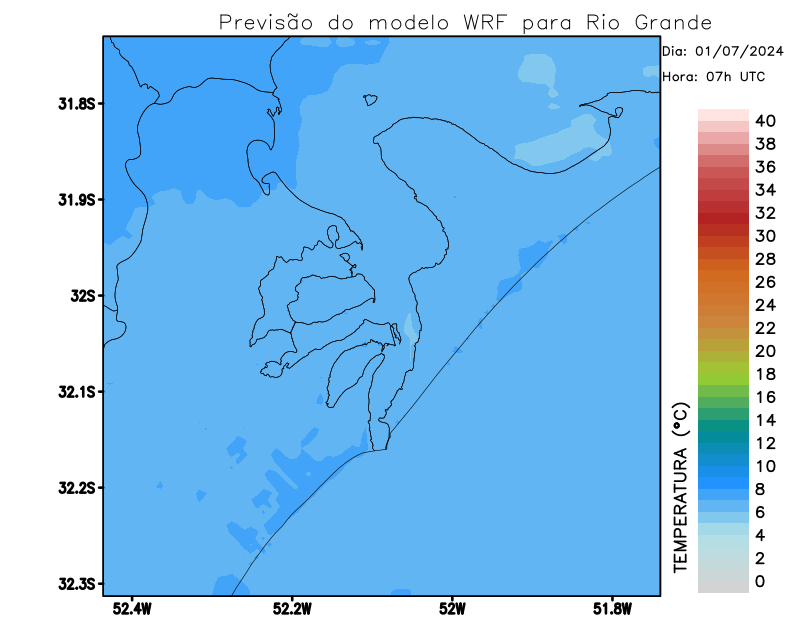 Previsão do modelo WRF para Rio Grande
Dia: 01/07/2024
Hora: 07h UTC
31.8S
31.9S
32S
32.1S
32.2S
32.3S
52.4W
52.2W
52W
51.8W
TEMPERATURA (°C)
40
38
36
34
32
30
28
26
24
22
20
18
16
14
12
10
8
6
4
2
0